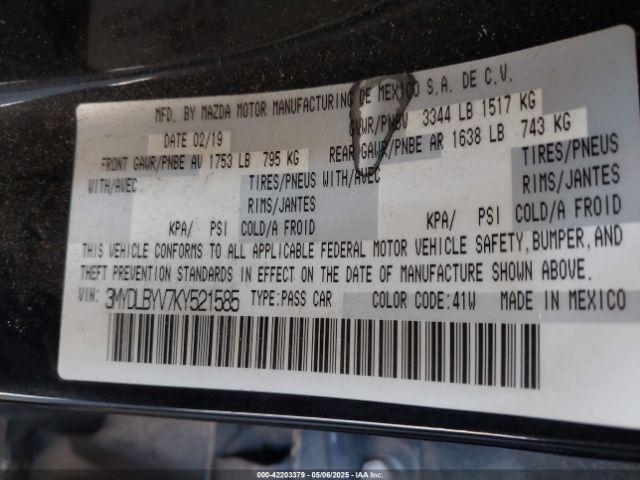 MFD. BY MAZDA MOTOR MANUFACTURING DE MEXICO S.A. DE C.V.
DATE 02/19 GVWR/PNBV 3344 LB 1517 KG
FRONT GAWR/PNBE AV 1753 LB 795 KG REAR GAWR/PNBE AR 1638 LB 743 KG
WITH/AVEC TIRES/PNEUS WITH/AVEC TIRES/PNEUS
RIMS/JANTES RIMS/JANTES
KPA/ PSI COLD/A FROID KPA/ PSI COLD/A FROID
THIS VEHICLE CONFORMS TO ALL APPLICABLE FEDERAL MOTOR VEHICLE SAFETY, BUMPER, AND
THEFT PREVENTION STANDARDS IN EFFECT ON THE DATE OF MANUFACTURE SHOWN ABOVE.
VIN: 3MYDLBYV7KY521585 TYPE:PASS CAR COLOR CODE:41W MADE IN MEXICO
000-42203379 - 05/06/2025 - IAAI.COM